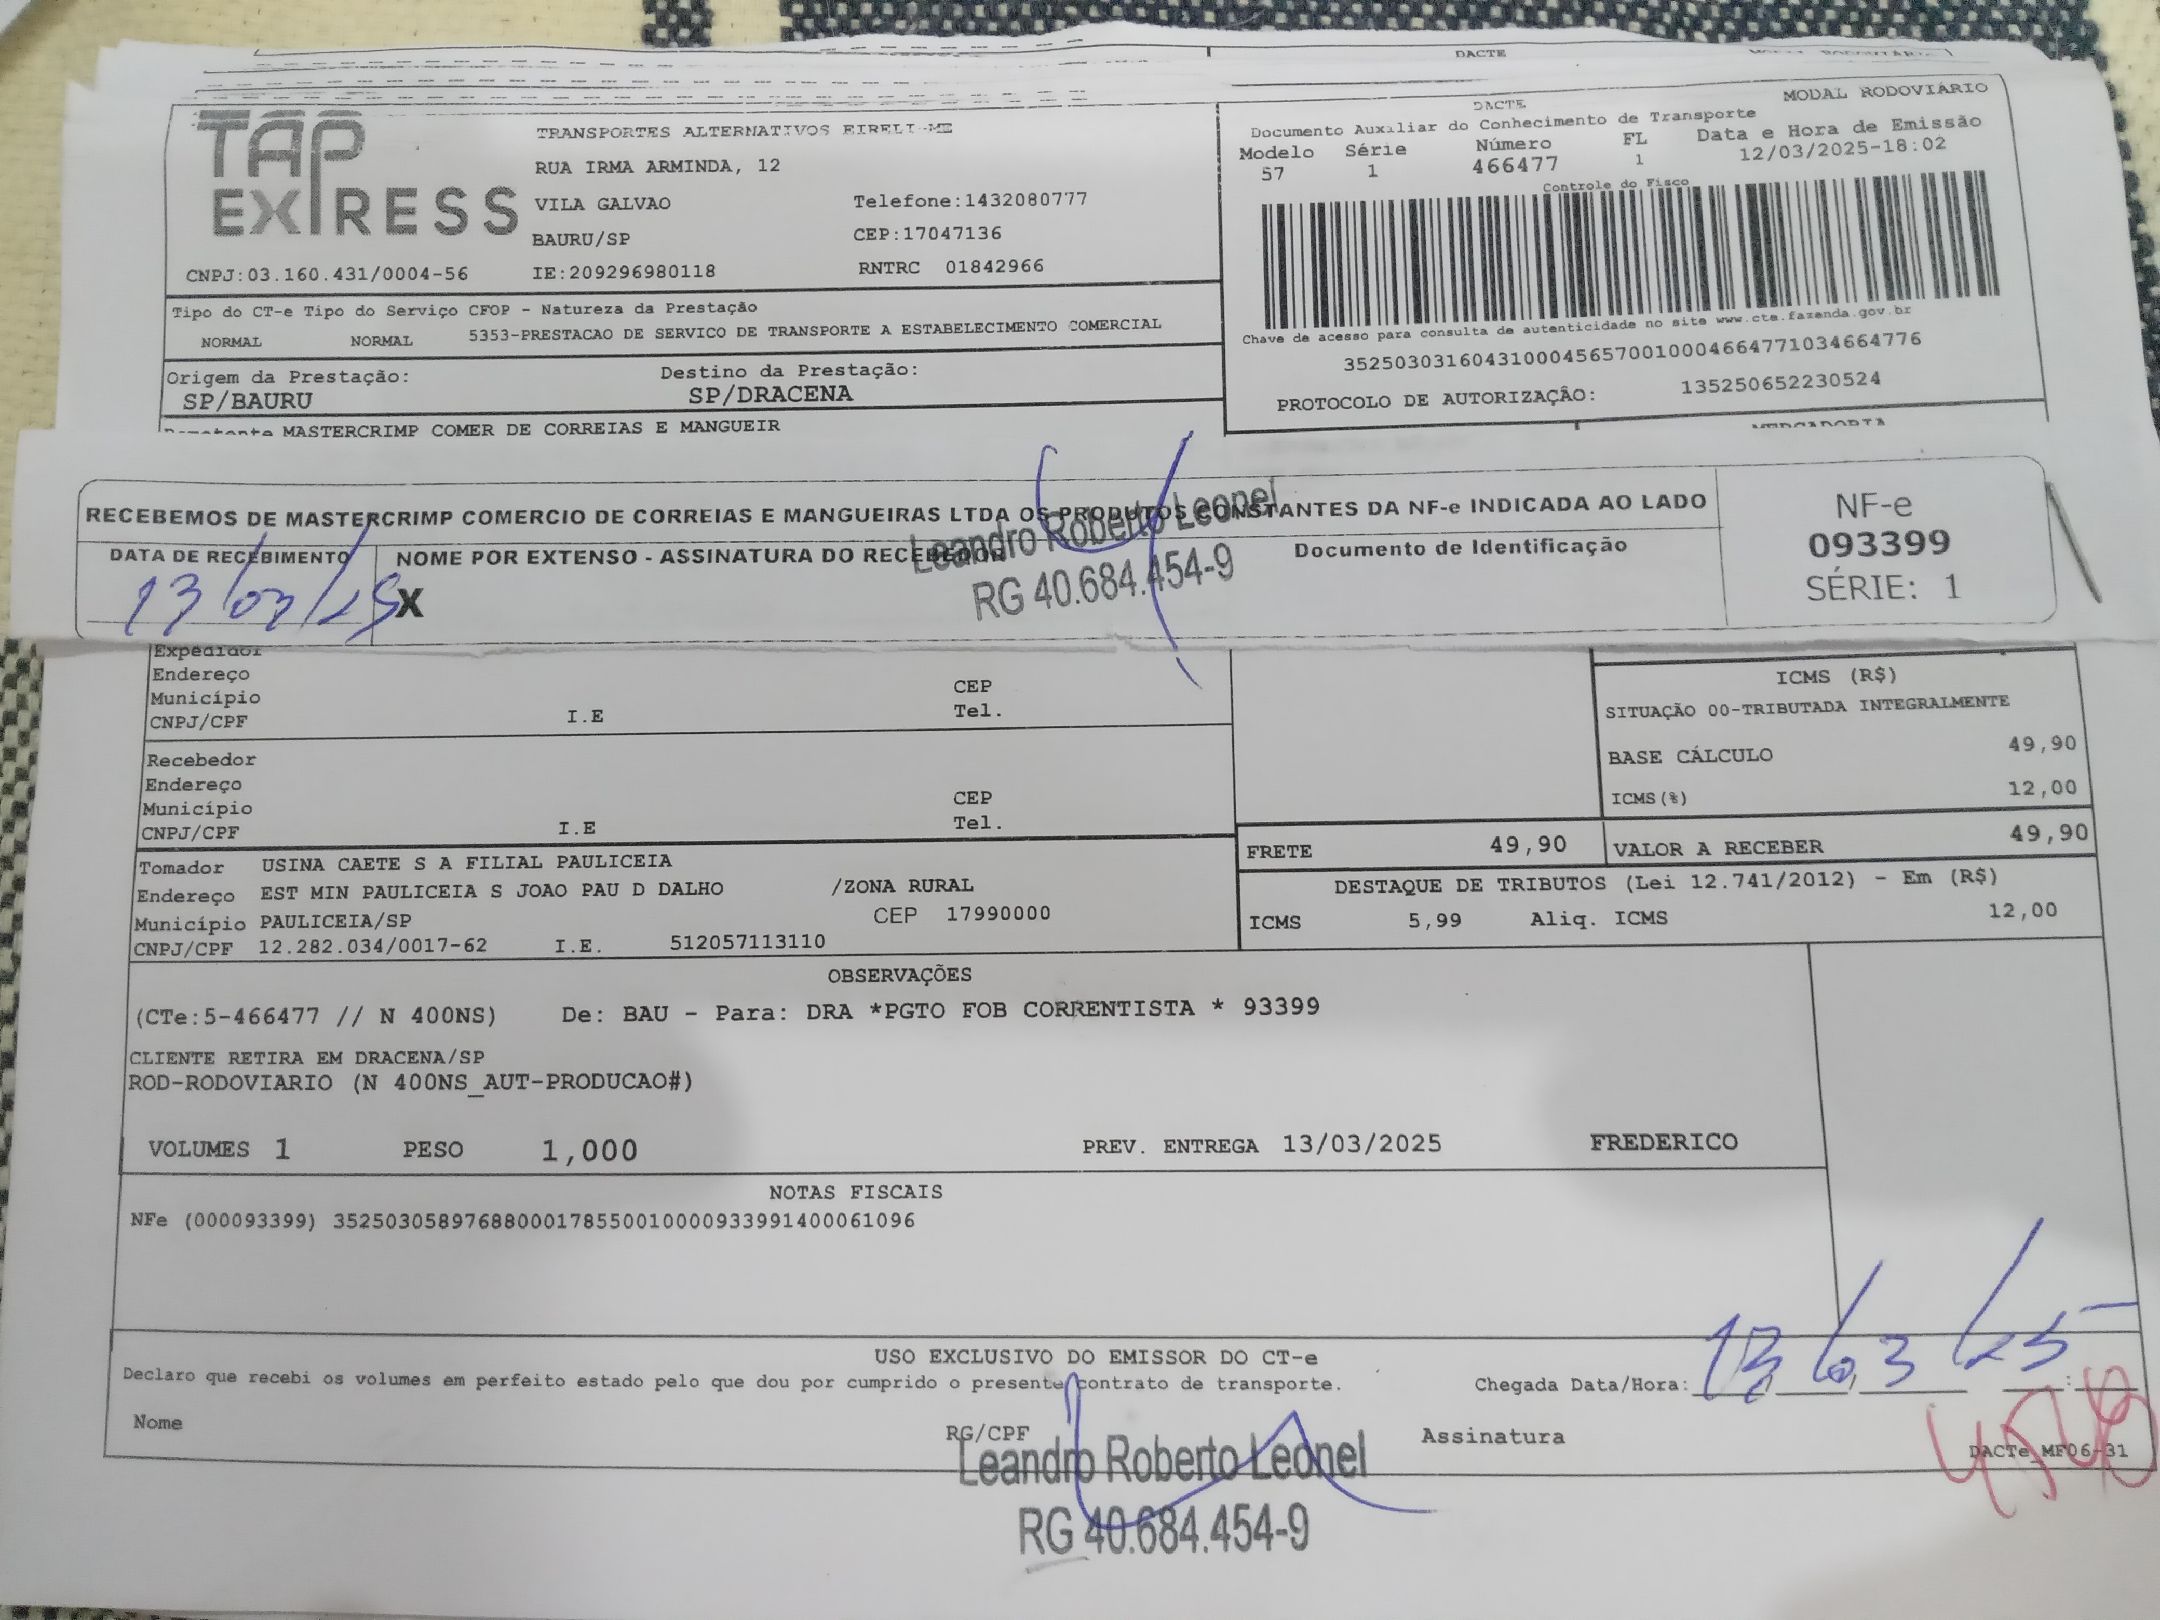 DACTE
TAP EXPRESS
TRANSPORTES ALTERNATIVOS EIRELI-ME
RUA IRMA ARMINDA, 12
VILA GALVAO Telefone:1432080777
BAURU/SP CEP:17047136
CNPJ:03.160.431/0004-56 IE:209296980118 RNTRC 01842966
DACTE MODAL RODOVIÁRIO
Documento Auxiliar do Conhecimento de Transporte
Modelo Série Número FL Data e Hora de Emissão
57 1 466477 1 12/03/2025-18:02
Controle do Fisco
Chave de acesso para consulta de autenticidade no site www.cte.fazenda.gov.br
35250303160431000456570010004664771034664776
PROTOCOLO DE AUTORIZAÇÂO: 135250652230524
Tipo do CT-e Tipo do Serviço CFOP - Natureza da Prestação
NORMAL NORMAL 5353-PRESTACAO DE SERVICO DE TRANSPORTE A ESTABELECIMENTO COMERCIAL
Origem da Prestação: Destino da Prestação:
SP/BAURU SP/DRACENA
MASTERCRIMP COMER DE CORREIAS E MANGUEIR
RECEBEMOS DE MASTERCRIMP COMERCIO DE CORREIAS E MANGUEIRAS LTDA OS PRODUTOS CONSTANTES DA NF-e INDICADA AO LADO
DATA DE RECEBIMENTO NOME POR EXTENSO - ASSINATURA DO RECEBEDOR Documento de Identificação
13/03/25 X
Leandro Roberto Leonel
RG 40.684.454-9
NF-e
093399
SÉRIE: 1
Expedidor
Endereço
Município CEP
CNPJ/CPF I.E Tel.
Recebedor
Endereço
Município CEP
CNPJ/CPF I.E Tel.
ICMS (R$)
SITUAÇÃO 00-TRIBUTADA INTEGRALMENTE
BASE CÁLCULO 49,90
ICMS(%) 12,00
FRETE 49,90 VALOR A RECEBER 49,90
DESTAQUE DE TRIBUTOS (Lei 12.741/2012) - Em (R$)
ICMS 5,99 Aliq. ICMS 12,00
Tomador USINA CAETE S A FILIAL PAULICEIA
Endereço EST MIN PAULICEIA S JOAO PAU D DALHO /ZONA RURAL
Município PAULICEIA/SP CEP 17990000
CNPJ/CPF 12.282.034/0017-62 I.E. 512057113110
OBSERVAÇÕES
(CTe:5-466477 // N 400NS) De: BAU - Para: DRA *PGTO FOB CORRENTISTA * 93399
CLIENTE RETIRA EM DRACENA/SP
ROD-RODOVIARIO (N 400NS_AUT-PRODUCAO#)
VOLUMES 1 PESO 1,000 PREV. ENTREGA 13/03/2025 FREDERICO
NOTAS FISCAIS
NFe (000093399) 35250305897688000178550010000933991400061096
USO EXCLUSIVO DO EMISSOR DO CT-e
Declaro que recebi os volumes em perfeito estado pelo que dou por cumprido o presente contrato de transporte. Chegada Data/Hora: 13/03/25
Nome RG/CPF Assinatura
DACTe_MF06-31
Leandro Roberto Leonel
RG 40.684.454-9